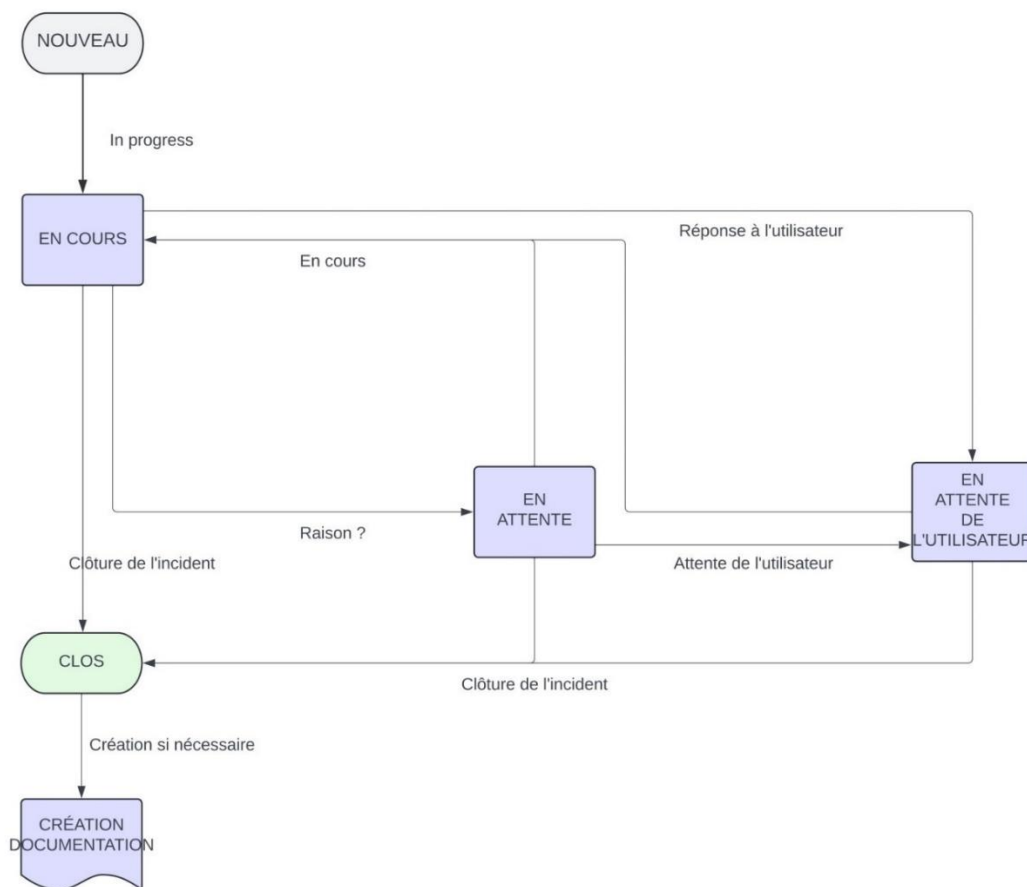 NOUVEAU
In progress
EN COURS
Réponse à l'utilisateur
En cours
EN
ATTENTE
EN
ATTENTE
DE
L'UTILISATEUR
Raison ?
Attente de l'utilisateur
Clôture de l'incident
CLOS
Clôture de l'incident
Création si nécessaire
CRÉATION
DOCUMENTATION